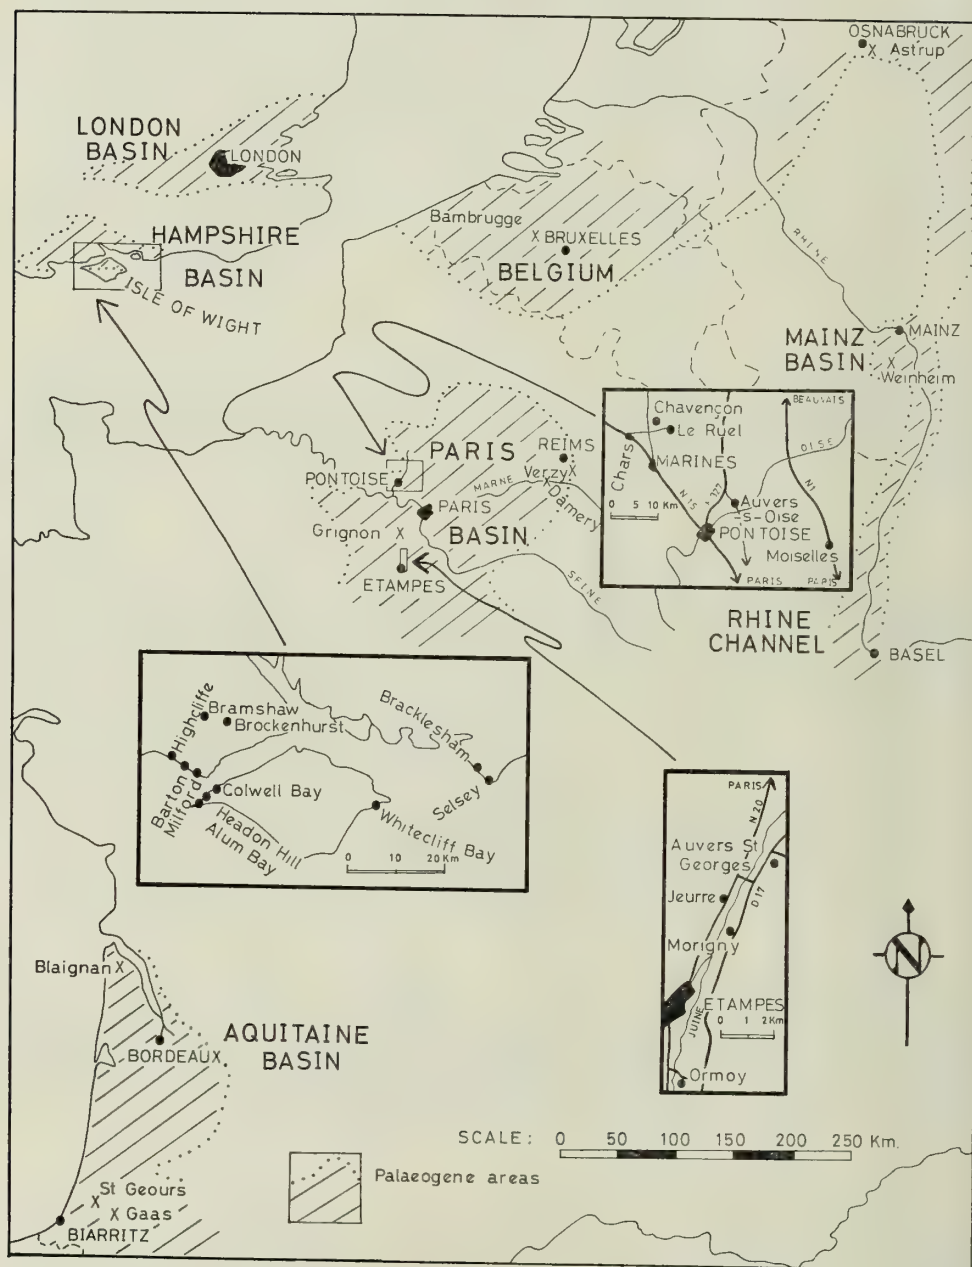 OSNABRUCK
x Astrup
LONDON
BASIN
LONDON
HAMPSHIRE
BASIN
ISLE OF WIGHT
Bambrugge
X BRUXELLES
BELGIUM
RHINE
MAINZ
BASIN
MAINZ
X
Weinheim
PARIS
BASIN
PONTOISE
REIMS
Verzy X
X
Damery
MARNE
PARIS
Grignon X
ETAMPES
SEINE
Chavençon
Le Ruel
Chars
MARINES
BEAUVAIS
OISE
N 15
N1
0 5 10 Km
Auvers
-s-Oise
PONTOISE
Moiselles
PARIS
PARIS
RHINE
CHANNEL
BASEL
Highcliffe
Bramshaw
Brockenhurst
Bracklesham
Barton
Milford
Colwell Bay
Selsey
Headon Hill
Alum Bay
Whitecliff Bay
0 10 20 Km
PARIS
N 20
Auvers St
Georges
Jeurre
D 17
Morigny
ETAMPES
JUINE
0 1 2 Km
Ormoy
N
Blaignan X
BORDEAUX
AQUITAINE
BASIN
St Geours
X
X Gaas
BIARRITZ
SCALE: 0 50 100 150 200 250 Km.
Palaeogene areas